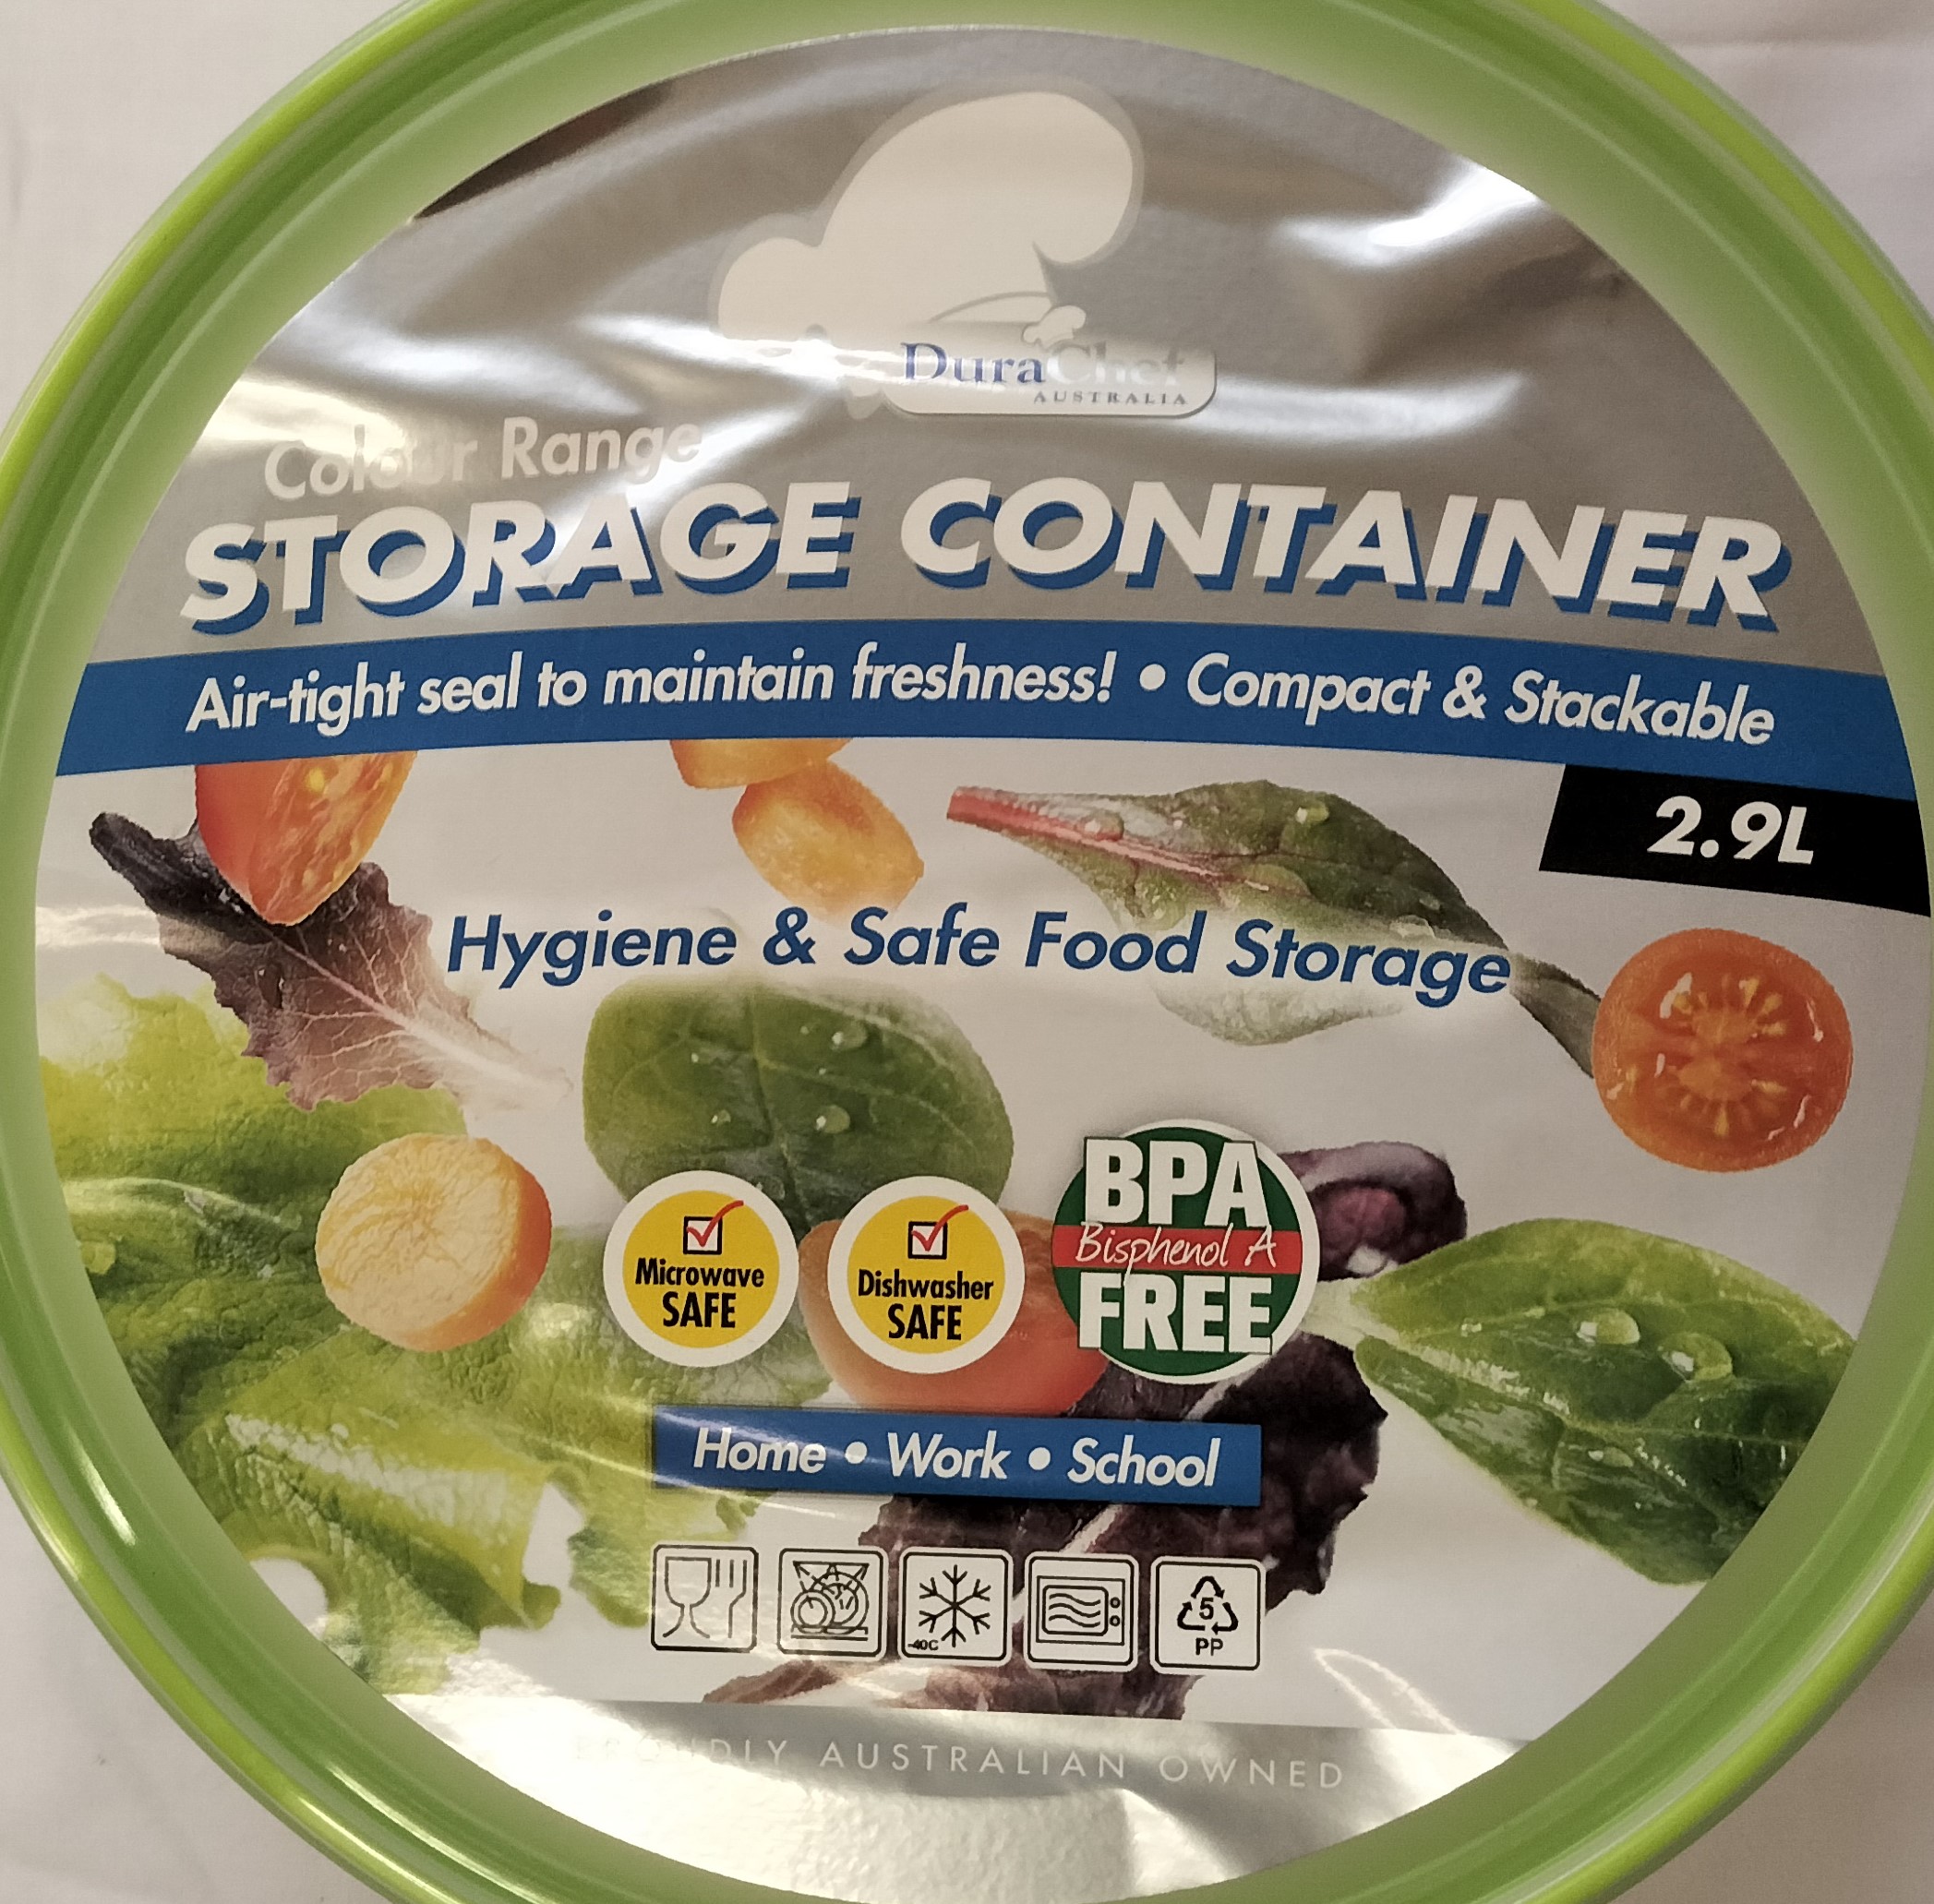 DuraChef
AUSTRALIA
Colour Range
STORAGE CONTAINER
Air-tight seal to maintain freshness! • Compact & Stackable
2.9L
Hygiene & Safe Food Storage
Microwave
SAFE
Dishwasher
SAFE
BPA
Bisphenol A
FREE
Home • Work • School
-40C
5
PP
PROUDLY AUSTRALIAN OWNED